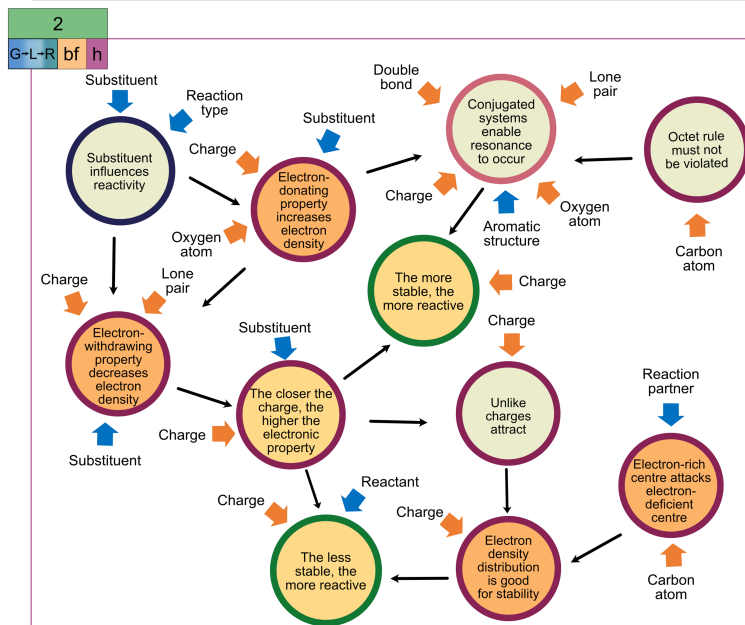 2
G→L→R bf h
Substituent
Reaction
type
Substituent
influences
reactivity
Charge
Substituent
Electron-
donating
property
increases
electron
density
Oxygen
atom
Double
bond
Lone
pair
Conjugated
systems
enable
resonance
to occur
Charge
Aromatic
structure
Oxygen
atom
Octet rule
must not
be violated
Carbon
atom
Charge
Lone
pair
Electron-
withdrawing
property
decreases
electron
density
Substituent
The more
stable, the
more reactive
Charge
Substituent
The closer the
charge, the
higher the
electronic
property
Charge
Charge
Unlike
charges
attract
Reaction
partner
Electron-rich
centre attacks
electron-
deficient
centre
Carbon
atom
Charge
Reactant
The less
stable, the
more reactive
Charge
Electron
density
distribution
is good
for stability